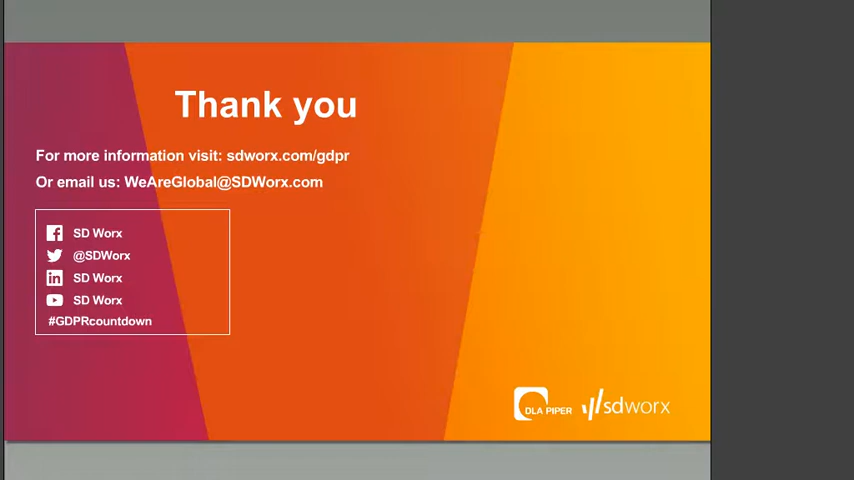 Thank you
For more information visit: sdworx.com/gdpr
Or email us: WeAreGlobal@SDWorx.com
SD Worx
@SDWorx
SD Worx
SD Worx
#GDPRcountdown
DLA PIPER
sdworx